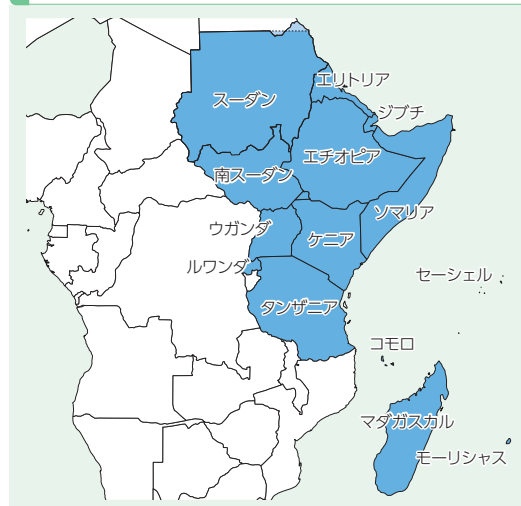 エリトリア
スーダン
ジブチ
エチオピア
南スーダン
ソマリア
ウガンダ
ケニア
ルワンダ
セーシェル
タンザニア
コモロ
マダガスカル
モーリシャス